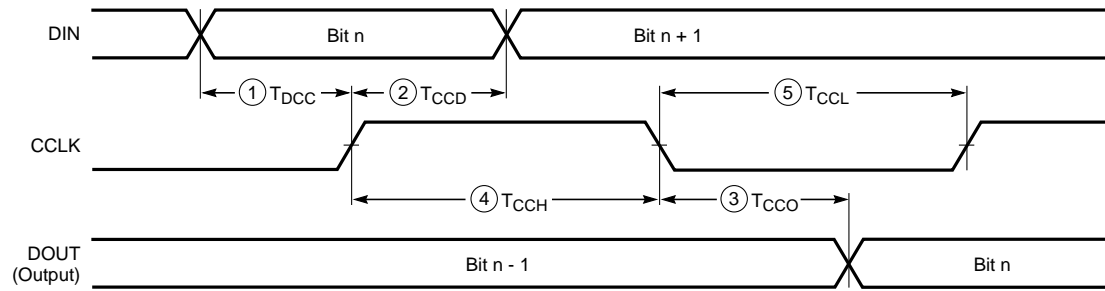 DIN
Bit n
Bit n + 1
1 TDCC
2 TCCD
5 TCCL
CCLK
4 TCCH
3 TCCO
DOUT
(Output)
Bit n - 1
Bit n